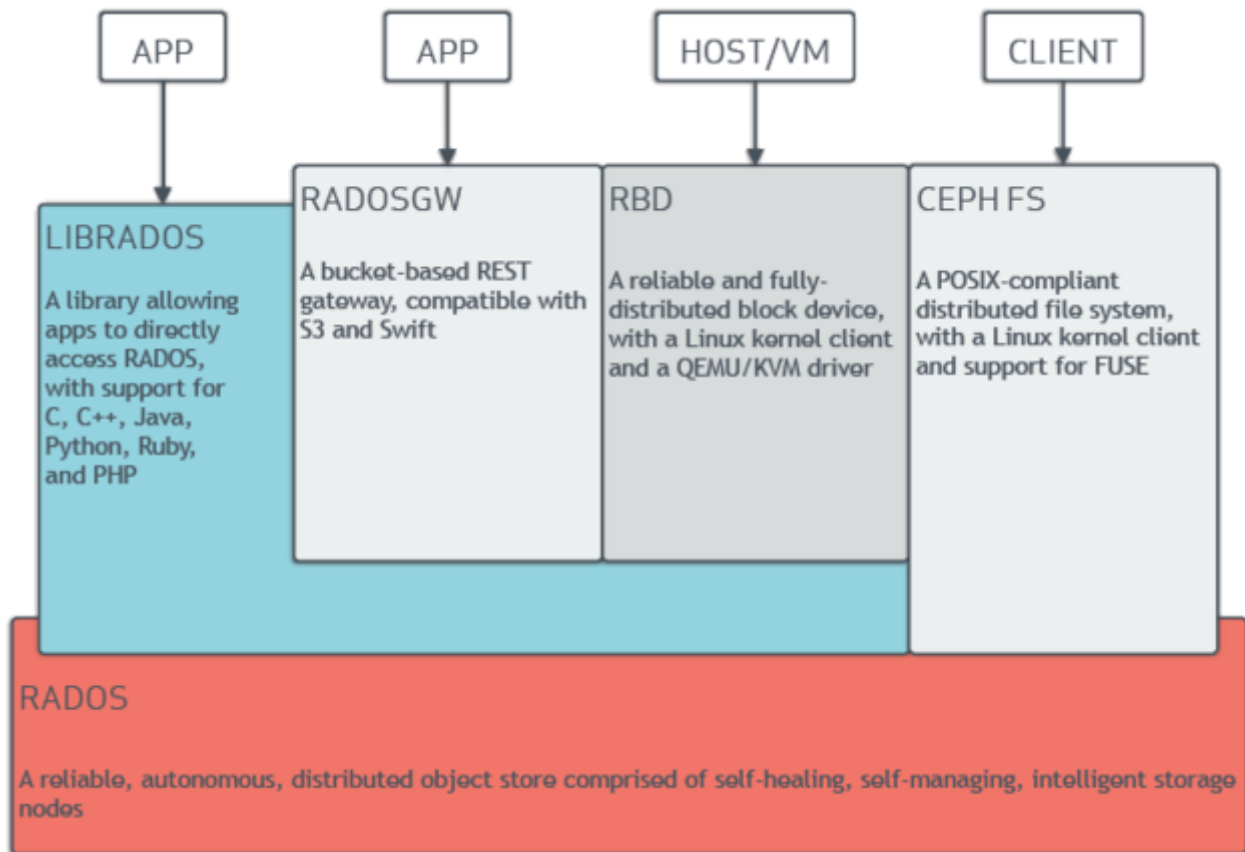 APP
APP
HOST/VM
CLIENT
LIBRADOS
A library allowing
apps to directly
access RADOS,
with support for
C, C++, Java,
Python, Ruby,
and PHP
RADOSGW
A bucket-based REST
gateway, compatible with
S3 and Swift
RBD
A reliable and fully-
distributed block device,
with a Linux kernel client
and a QEMU/KVM driver
CEPH FS
A POSIX-compliant
distributed file system,
with a Linux kernel client
and support for FUSE
RADOS
A reliable, autonomous, distributed object store comprised of self-healing, self-managing, intelligent storage
nodes